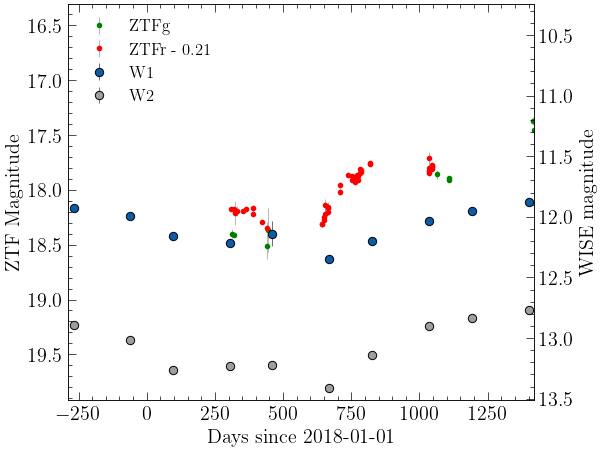 ZTFg
ZTFr - 0.21
W1
W2
16.5
17.0
17.5
18.0
18.5
19.0
19.5
ZTF Magnitude
10.5
11.0
11.5
12.0
12.5
13.0
13.5
WISE magnitude
−250 0 250 500 750 1000 1250
Days since 2018-01-01